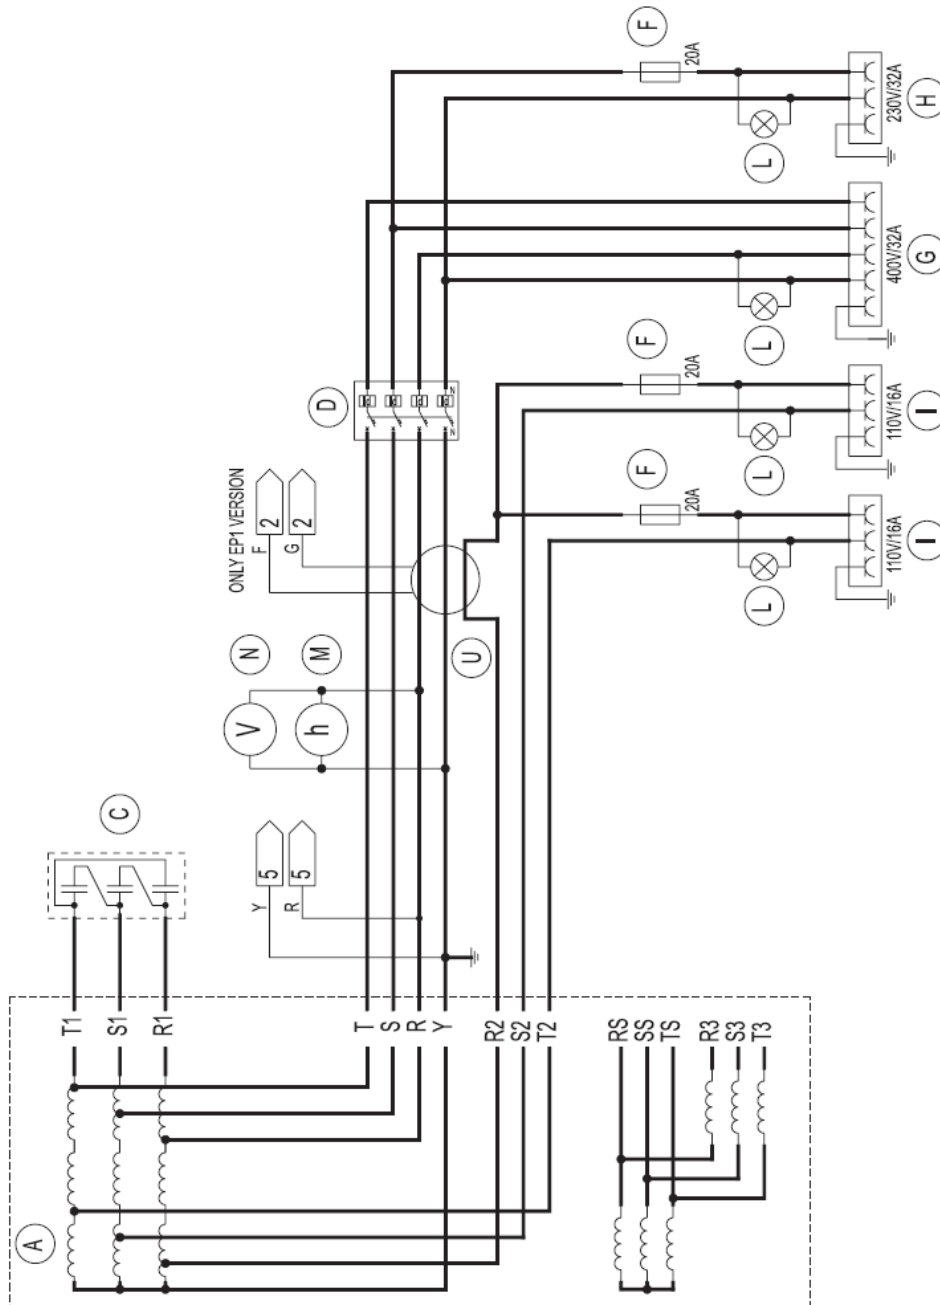 F
20A
230V/32A
H
L
400V/32A
G
L
F
20A
110V/16A
I
L
F
20A
110V/16A
I
L
D
N
N
ONLY EP1 VERSION
F
2
G
2
U
N
M
V
h
C
Y
5
R
5
T1
S1
R1
T
S
R
Y
R2
S2
T2
RS
SS
TS
R3
S3
T3
A